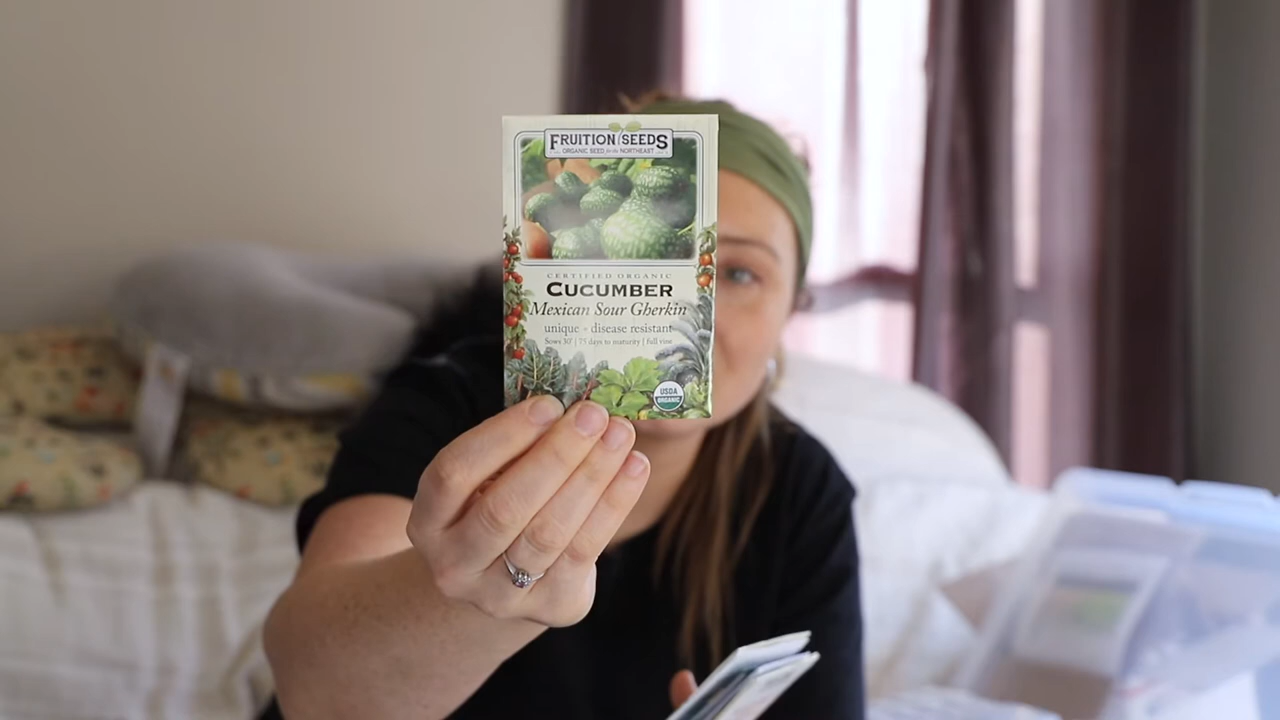 FRUITION SEEDS
ORGANIC SEED for the NORTHEAST
CERTIFIED ORGANIC
CUCUMBER
Mexican Sour Gherkin
unique • disease resistant
Sows 30' | 75 days to maturity | full vine
USDA
ORGANIC